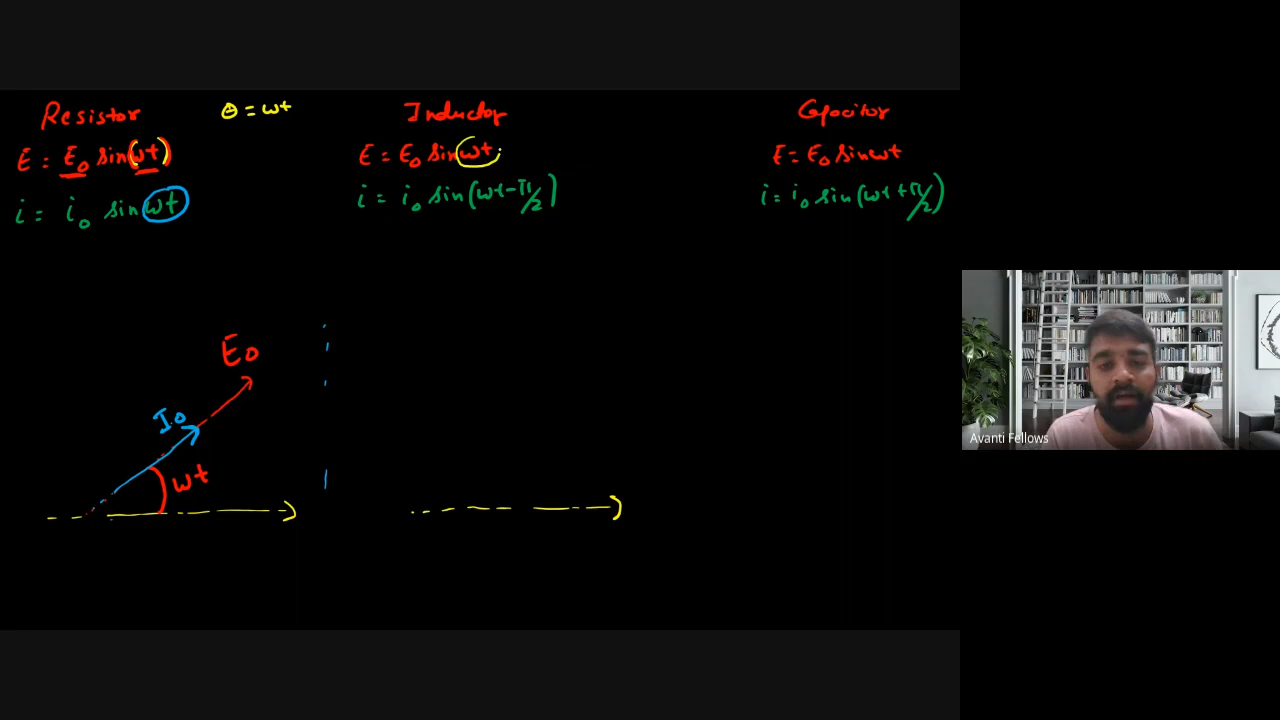 Resistor
θ = ωt
E = E₀ sin(ωt)
i = i₀ sin ωt
Inductor
E = E₀ sin ωt
i = i₀ sin(ωt - π/2)
Capacitor
E = E₀ sin ωt
i = i₀ sin(ωt + π/2)
E₀
I₀
ωt
Avanti Fellows